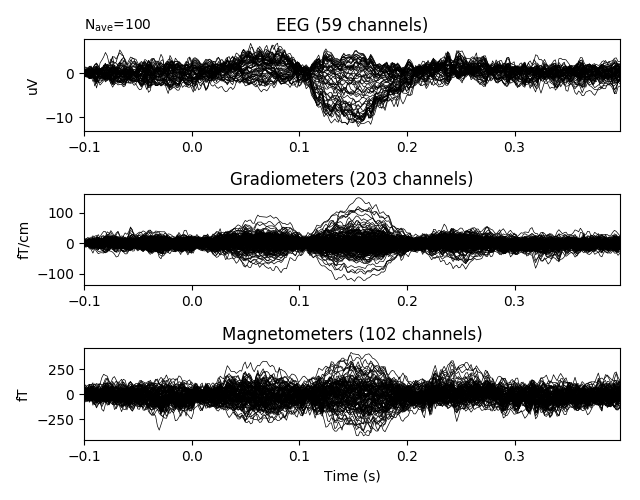 N_ave=100
EEG (59 channels)
uV
0
−10
−0.1 0.0 0.1 0.2 0.3
Gradiometers (203 channels)
fT/cm
100
0
−100
−0.1 0.0 0.1 0.2 0.3
Magnetometers (102 channels)
fT
250
0
−250
−0.1 0.0 0.1 0.2 0.3
Time (s)